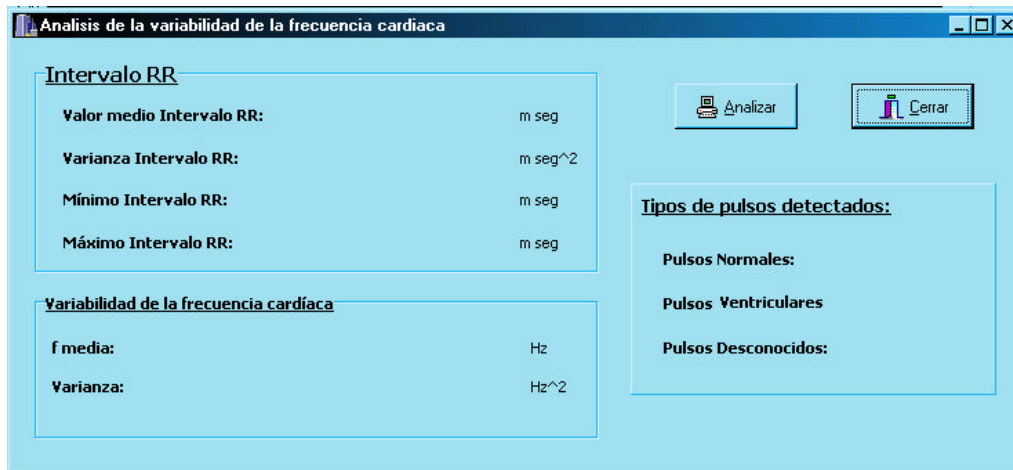 Analisis de la variabilidad de la frecuencia cardiaca
Intervalo RR
Valor medio Intervalo RR: m seg
Varianza Intervalo RR: m seg^2
Mínimo Intervalo RR: m seg
Máximo Intervalo RR: m seg
Variabilidad de la frecuencia cardíaca
f media: Hz
Varianza: Hz^2
Analizar
Cerrar
Tipos de pulsos detectados:
Pulsos Normales:
Pulsos Ventriculares
Pulsos Desconocidos: